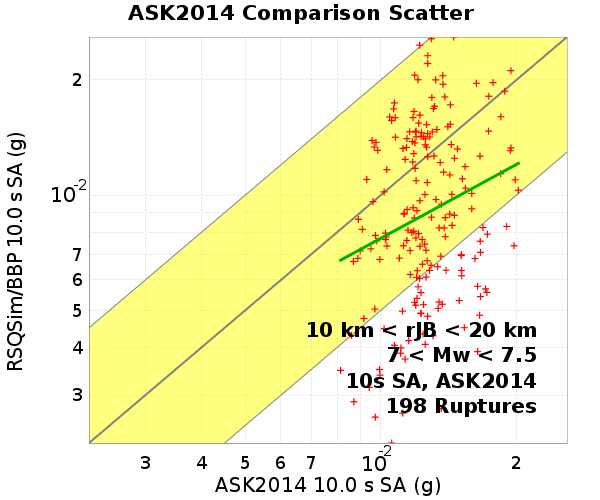 ASK2014 Comparison Scatter
RSQSim/BBP 10.0 s SA (g)
2
10-2
7
6
5
4
3
10 km < rJB < 20 km
7 < Mw < 7.5
10s SA, ASK2014
198 Ruptures
3 4 5 6 7 10-2 2
ASK2014 10.0 s SA (g)